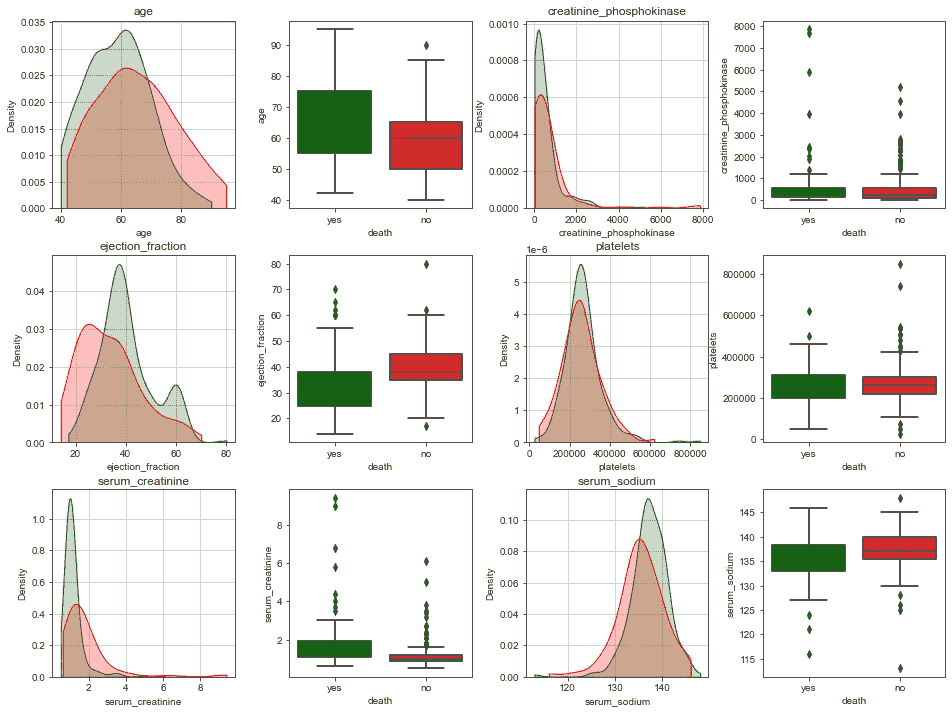 age
creatinine_phosphokinase
0.035
0.030
0.025
0.020
0.015
0.010
0.005
0.000
Density
40
60
80
age
90
80
70
60
50
40
age
yes
no
death
0.0010
0.0008
0.0006
0.0004
0.0002
0.0000
Density
0
2000
4000
6000
8000
creatinine_phosphokinase
8000
7000
6000
5000
4000
3000
2000
1000
0
creatinine_phosphokinase
yes
no
death
ejection_fraction
platelets
0.04
0.03
0.02
0.01
0.00
Density
20
40
60
80
ejection_fraction
80
70
60
50
40
30
20
ejection_fraction
yes
no
death
1e−6
5
4
3
2
1
0
Density
0
200000
400000
600000
800000
platelets
800000
600000
400000
200000
0
platelets
yes
no
death
serum_creatinine
serum_sodium
1.0
0.8
0.6
0.4
0.2
0.0
Density
2
4
6
8
serum_creatinine
8
6
4
2
serum_creatinine
yes
no
death
0.10
0.08
0.06
0.04
0.02
0.00
Density
120
130
140
serum_sodium
145
140
135
130
125
120
115
serum_sodium
yes
no
death